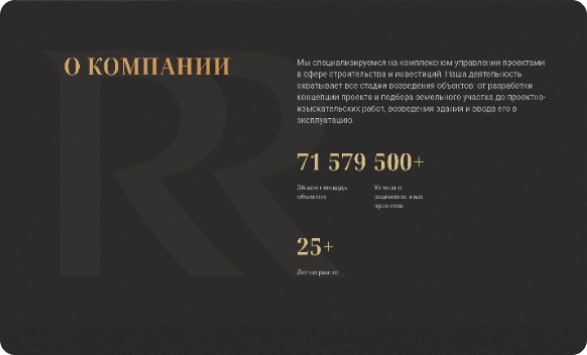 О КОМПАНИИ
Мы специализируемся на комплексном управлении проектами
в сфере строительства и инвестиций. Наша деятельность
охватывает все стадии возведения объектов: от разработки
концепции проекта и подбора земельного участка до проектно-
изыскательских работ, возведения здания и ввода его в
эксплуатацию.
71 579 500+
Общая площадь
объектов
Успешно
проектов
25+
Лет на рынке
RR